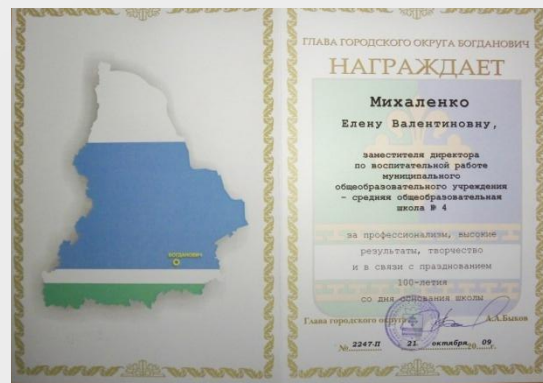 БОГДАНОВИЧ
ГЛАВА ГОРОДСКОГО ОКРУГА БОГДАНОВИЧ
НАГРАЖДАЕТ
Михаленко
Елену Валентиновну,
заместителя директора
по воспитательной работе
муниципального
общеобразовательного учреждения
- средняя общеобразовательная
школа № 4
за профессионализм, высокие
результаты, творчество
и в связи с празднованием
100-летия
со дня основания школы
Глава городского округа А.А.Быков
№ 2247-П 21 октября 20 09 г.